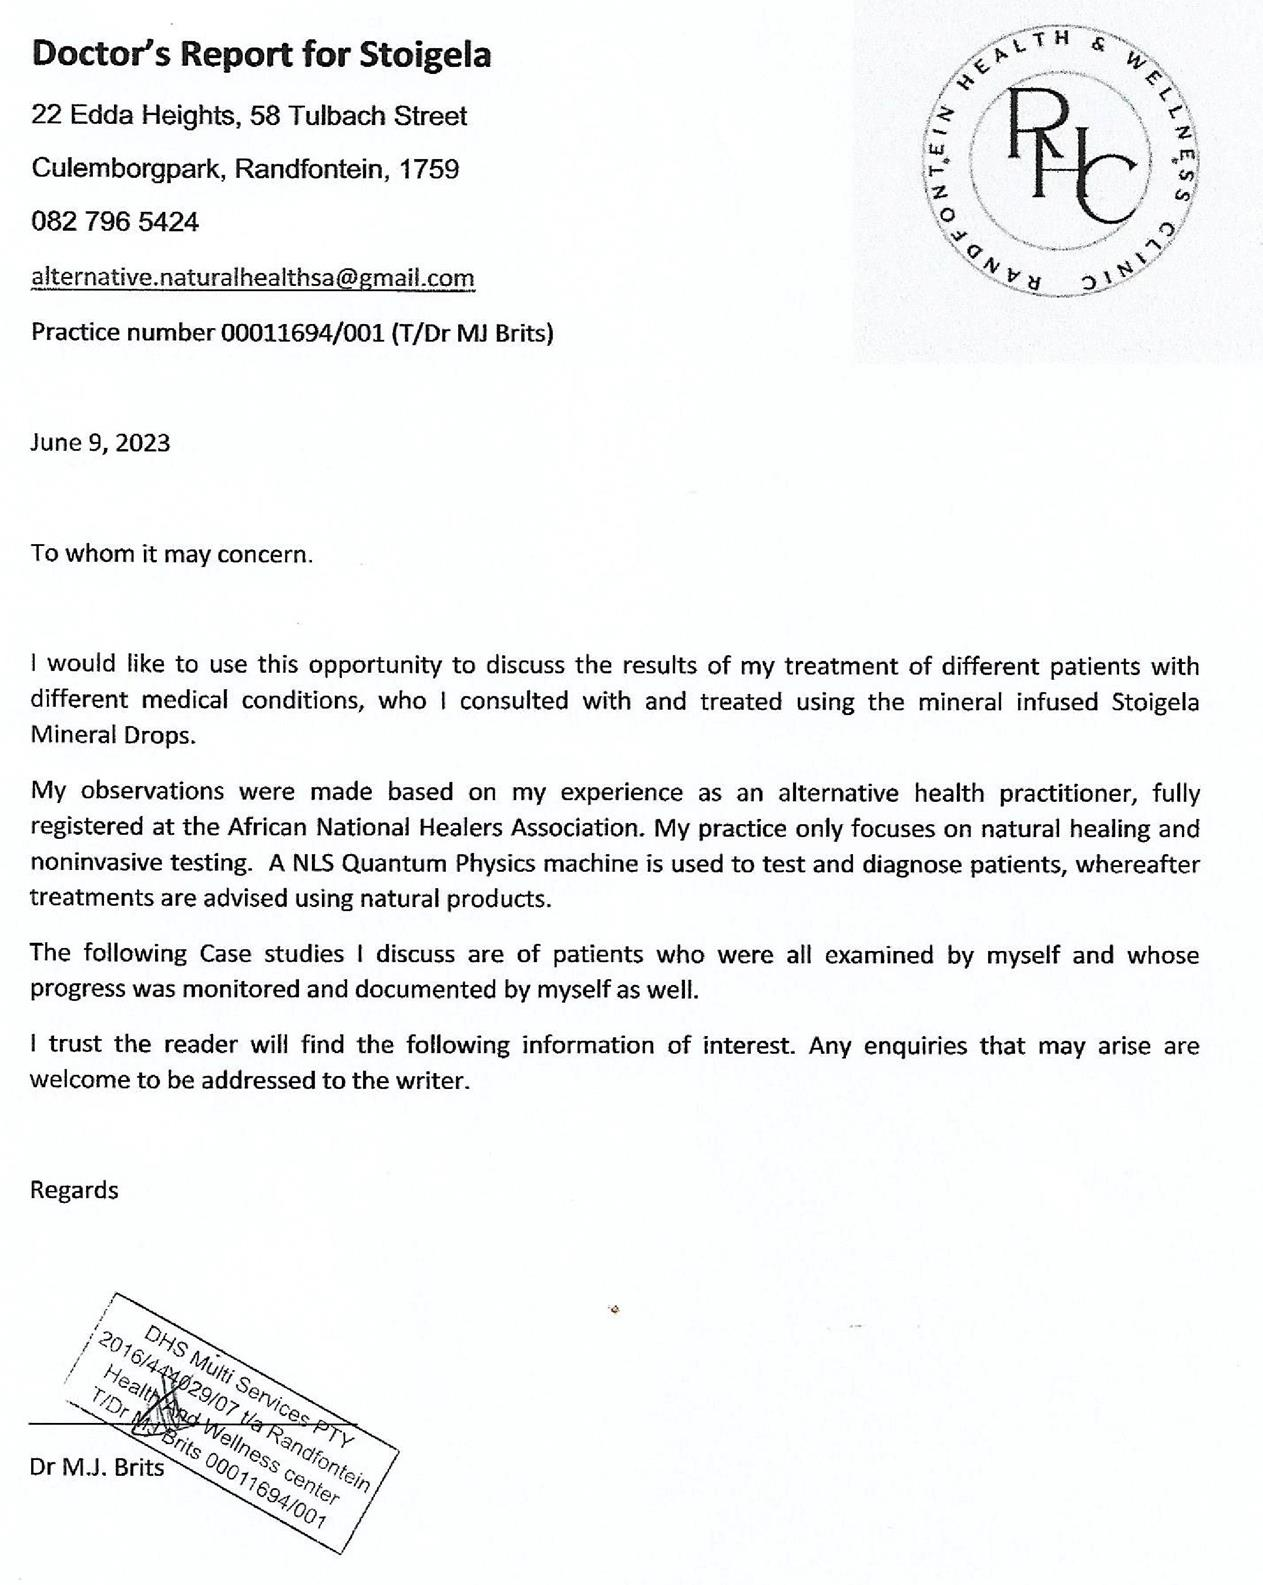 Doctor's Report for Stoigela
22 Edda Heights, 58 Tulbach Street
Culemborgpark, Randfontein, 1759
082 796 5424
alternative.naturalhealthsa@gmail.com
Practice number 00011694/001 (T/Dr MJ Brits)
RANDFONTEIN HEALTH & WELLNESS CLINIC
RHC
June 9, 2023
To whom it may concern.
I would like to use this opportunity to discuss the results of my treatment of different patients with
different medical conditions, who I consulted with and treated using the mineral infused Stoigela
Mineral Drops.
My observations were made based on my experience as an alternative health practitioner, fully
registered at the African National Healers Association. My practice only focuses on natural healing and
noninvasive testing. A NLS Quantum Physics machine is used to test and diagnose patients, whereafter
treatments are advised using natural products.
The following Case studies I discuss are of patients who were all examined by myself and whose
progress was monitored and documented by myself as well.
I trust the reader will find the following information of interest. Any enquiries that may arise are
welcome to be addressed to the writer.
Regards
DHS Multi Services PTY
2016/444029/07 t/a Randfontein
Health And Wellness center
T/Dr MJ Brits 00011694/001
Dr M.J. Brits